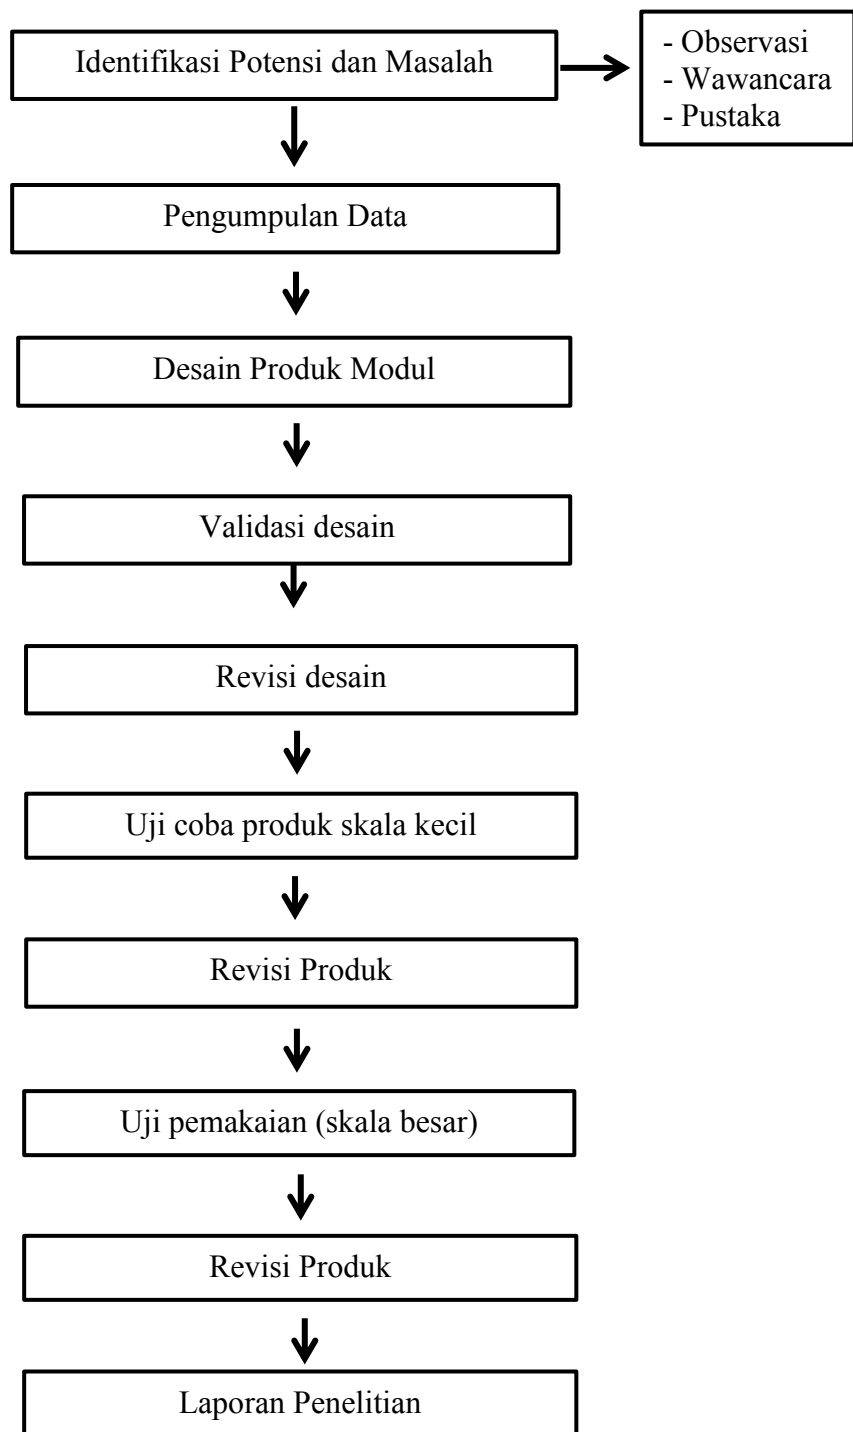 Identifikasi Potensi dan Masalah
- Observasi
- Wawancara
- Pustaka
Pengumpulan Data
Desain Produk Modul
Validasi desain
Revisi desain
Uji coba produk skala kecil
Revisi Produk
Uji pemakaian (skala besar)
Revisi Produk
Laporan Penelitian